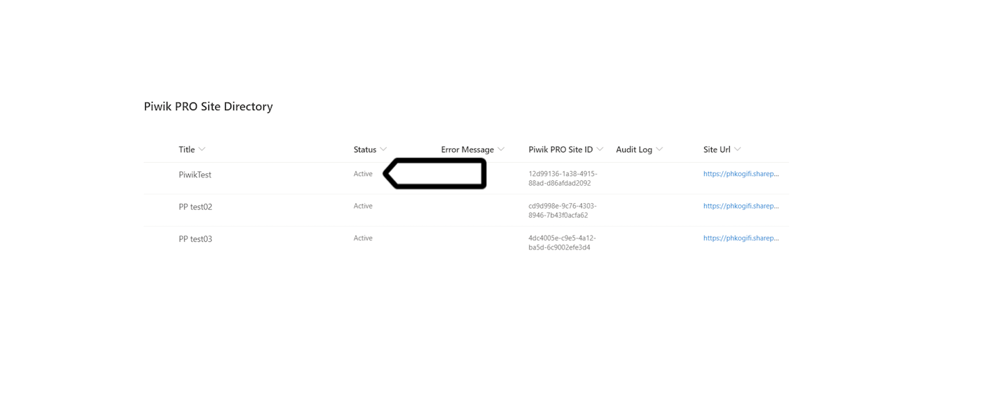 Piwik PRO Site Directory
Title Status Error Message Piwik PRO Site ID Audit Log Site Url
PiwikTest Active 12d99136-1a38-4915- https://phkogifi.sharep...
88ad-d86afdad2092
PP test02 Active cd9d998e-9c76-4303- https://phkogifi.sharep...
8946-7b43f0acfa62
PP test03 Active 4dc4005e-c9e5-4a12- https://phkogifi.sharep...
ba5d-6c9002efe3d4